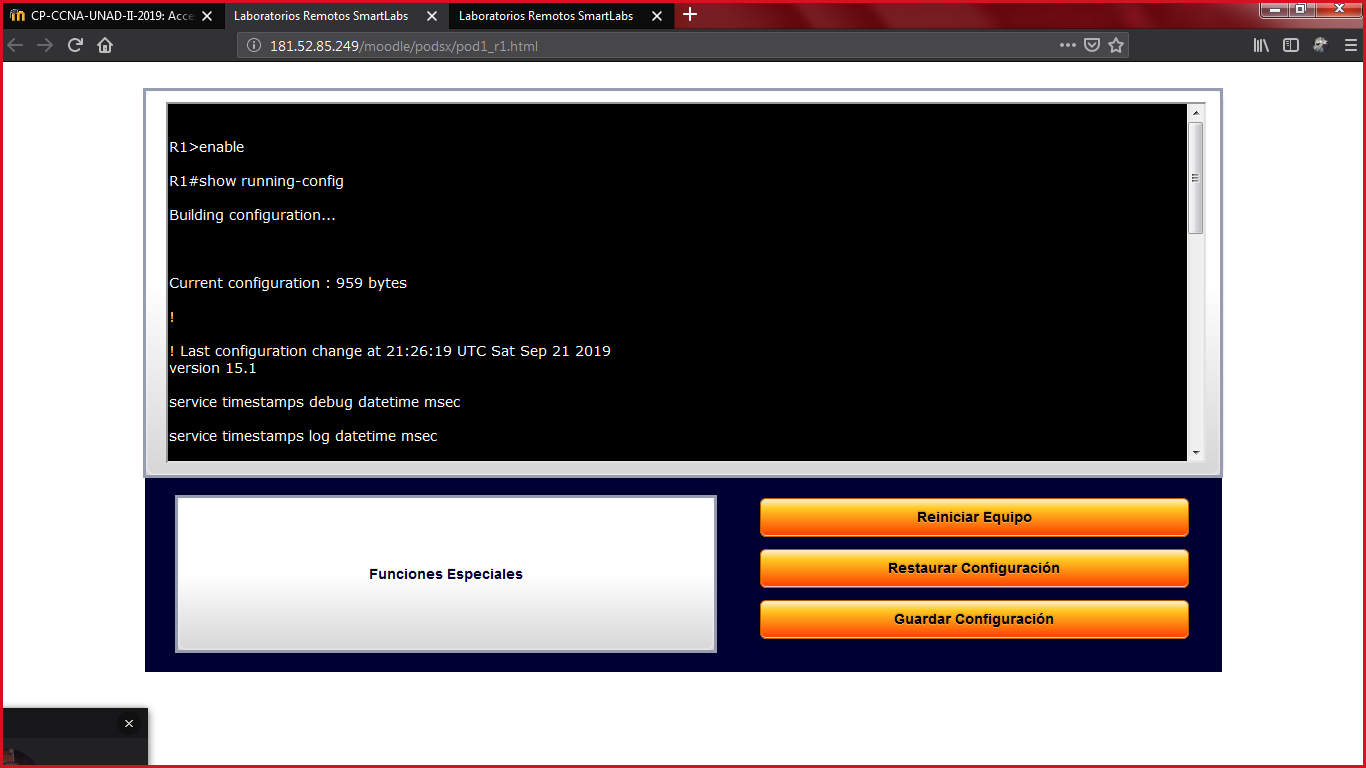 CP-CCNA-UNAD-II-2019: Acce
Laboratorios Remotos SmartLabs
Laboratorios Remotos SmartLabs
181.52.85.249/moodle/podsx/pod1_r1.html
R1>enable
R1#show running-config
Building configuration...
Current configuration : 959 bytes
!
! Last configuration change at 21:26:19 UTC Sat Sep 21 2019
version 15.1
service timestamps debug datetime msec
service timestamps log datetime msec
Funciones Especiales
Reiniciar Equipo
Restaurar Configuración
Guardar Configuración